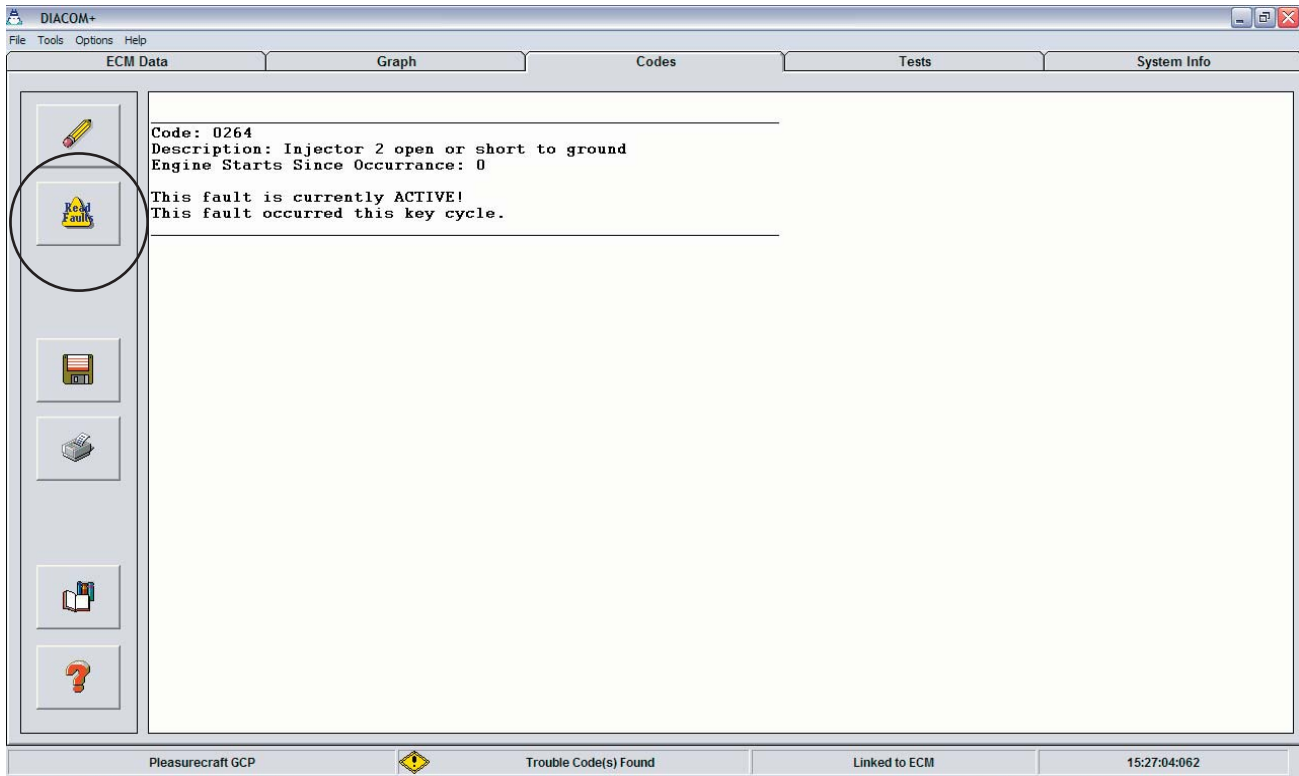 DIACOM+
File Tools Options Help
ECM Data Graph Codes Tests System Info
Code: 0264
Description: Injector 2 open or short to ground
Engine Starts Since Occurrance: 0
This fault is currently ACTIVE!
This fault occurred this key cycle.
Read
Faults
Pleasurecraft GCP Trouble Code(s) Found Linked to ECM 15:27:04:062